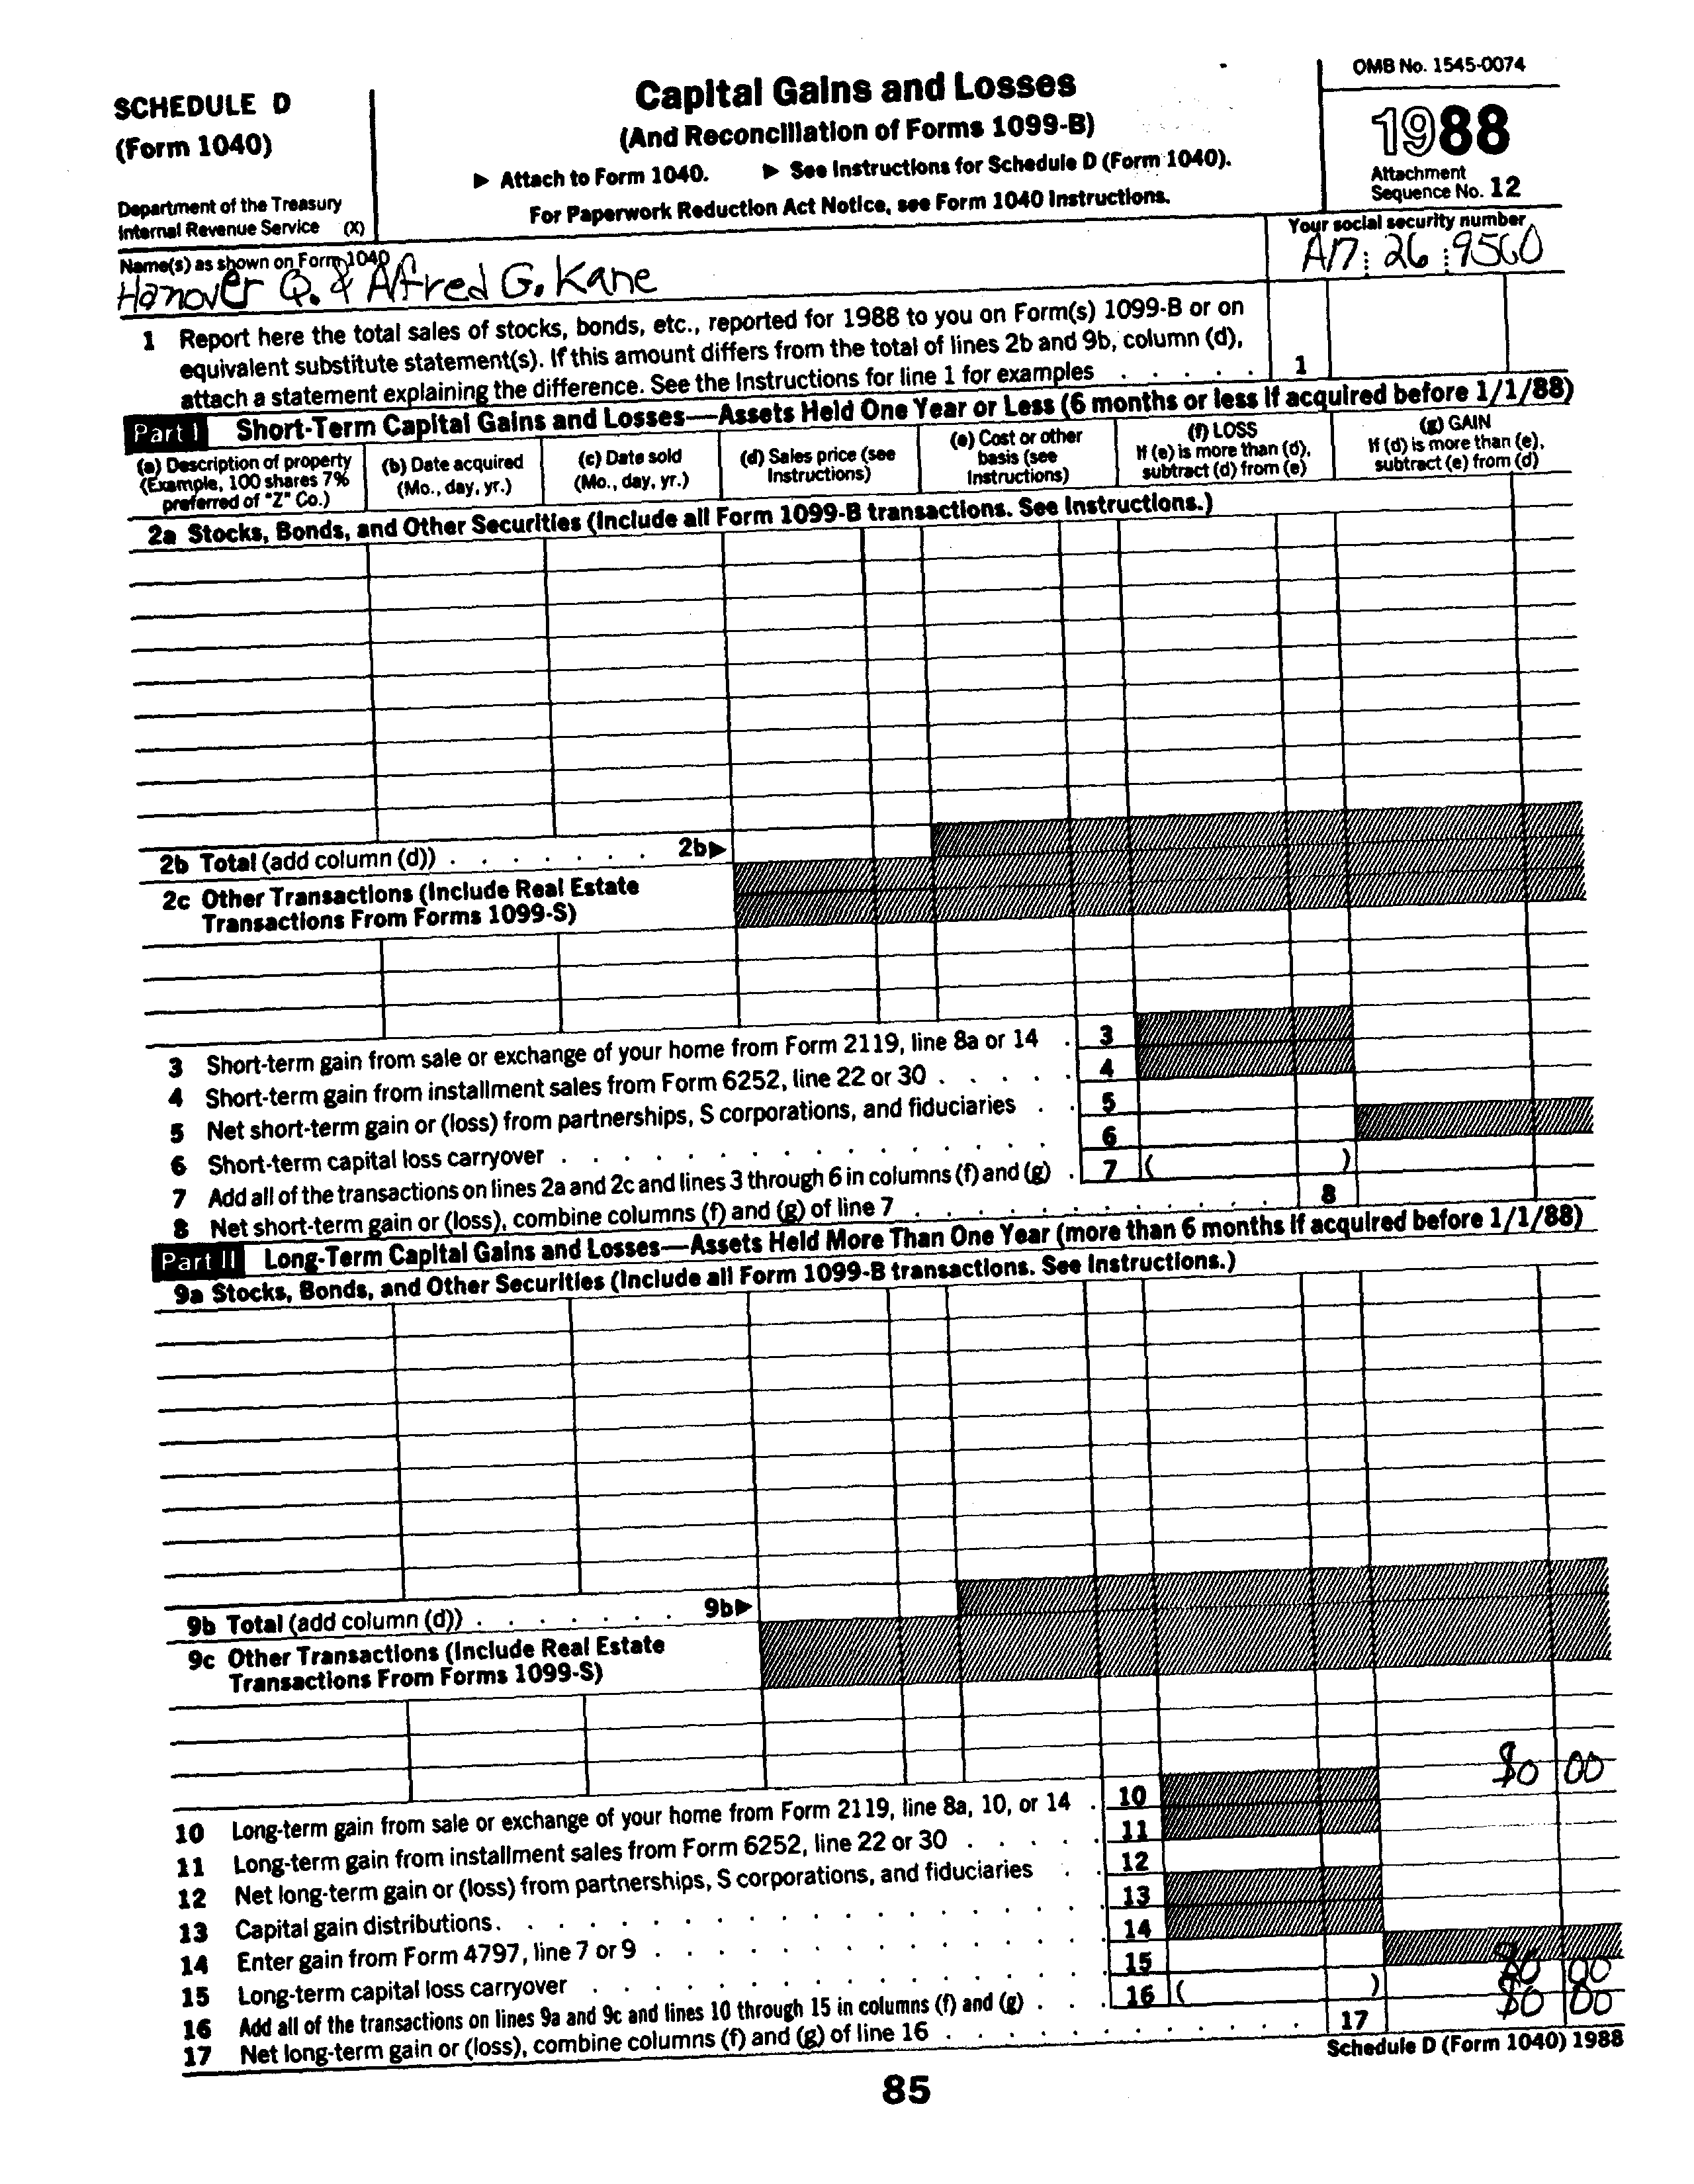 SCHEDULE D
(Form 1040)
Department of the Treasury
Internal Revenue Service (X)
Capital Gains and Losses
(And Reconciliation of Forms 1099-B)
▶ Attach to Form 1040. ▶ See Instructions for Schedule D (Form 1040).
For Paperwork Reduction Act Notice, see Form 1040 Instructions.
OMB No. 1545-0074
1988
Attachment
Sequence No. 12
Name(s) as shown on Form 1040
Hanover Q. & Alfred G. Kane
Your social security number
26 9560
1 Report here the total sales of stocks, bonds, etc., reported for 1988 to you on Form(s) 1099-B or on
equivalent substitute statement(s). If this amount differs from the total of lines 2b and 9b, column (d),
attach a statement explaining the difference. See the Instructions for line 1 for examples . . . . . 1
Part I Short-Term Capital Gains and Losses—Assets Held One Year or Less (6 months or less if acquired before 1/1/88)
(a) Description of property
(Example, 100 shares 7%
preferred of "Z" Co.)
(b) Date acquired
(Mo., day, yr.)
(c) Date sold
(Mo., day, yr.)
(d) Sales price (see
Instructions)
(e) Cost or other
basis (see
Instructions)
(f) LOSS
If (e) is more than (d),
subtract (d) from (e)
(g) GAIN
If (d) is more than (e),
subtract (e) from (d)
2a Stocks, Bonds, and Other Securities (Include all Form 1099-B transactions. See Instructions.)
2b Total (add column (d)) . . . . . . . 2b▶
2c Other Transactions (Include Real Estate
Transactions From Forms 1099-S)
3 Short-term gain from sale or exchange of your home from Form 2119, line 8a or 14 . 3
4 Short-term gain from installment sales from Form 6252, line 22 or 30 . . . . 4
5 Net short-term gain or (loss) from partnerships, S corporations, and fiduciaries . . 5
6 Short-term capital loss carryover . . . . . . . . . . . . . 6
7 Add all of the transactions on lines 2a and 2c and lines 3 through 6 in columns (f) and (g) . 7 ( )
8 Net short-term gain or (loss), combine columns (f) and (g) of line 7 . . . . . . . . . . 8
Part II Long-Term Capital Gains and Losses—Assets Held More Than One Year (more than 6 months if acquired before 1/1/88)
9a Stocks, Bonds, and Other Securities (Include all Form 1099-B transactions. See Instructions.)
9b Total (add column (d)) . . . . . . . 9b▶
9c Other Transactions (Include Real Estate
Transactions From Forms 1099-S)
$0 00
10 Long-term gain from sale or exchange of your home from Form 2119, line 8a, 10, or 14 . 10
11 Long-term gain from installment sales from Form 6252, line 22 or 30 . . . . . 11
12 Net long-term gain or (loss) from partnerships, S corporations, and fiduciaries . . 12
13 Capital gain distributions. . . . . . . . . . . . . . . . 13
14 Enter gain from Form 4797, line 7 or 9 . . . . . . . . . . . 14
15 Long-term capital loss carryover . . . . . . . . . . . . . 15
16 Add all of the transactions on lines 9a and 9c and lines 10 through 15 in columns (f) and (g) . . . 16 ( ) $0 00
17 Net long-term gain or (loss), combine columns (f) and (g) of line 16 . . . . . . . . . . . 17 $0 00
Schedule D (Form 1040) 1988
85